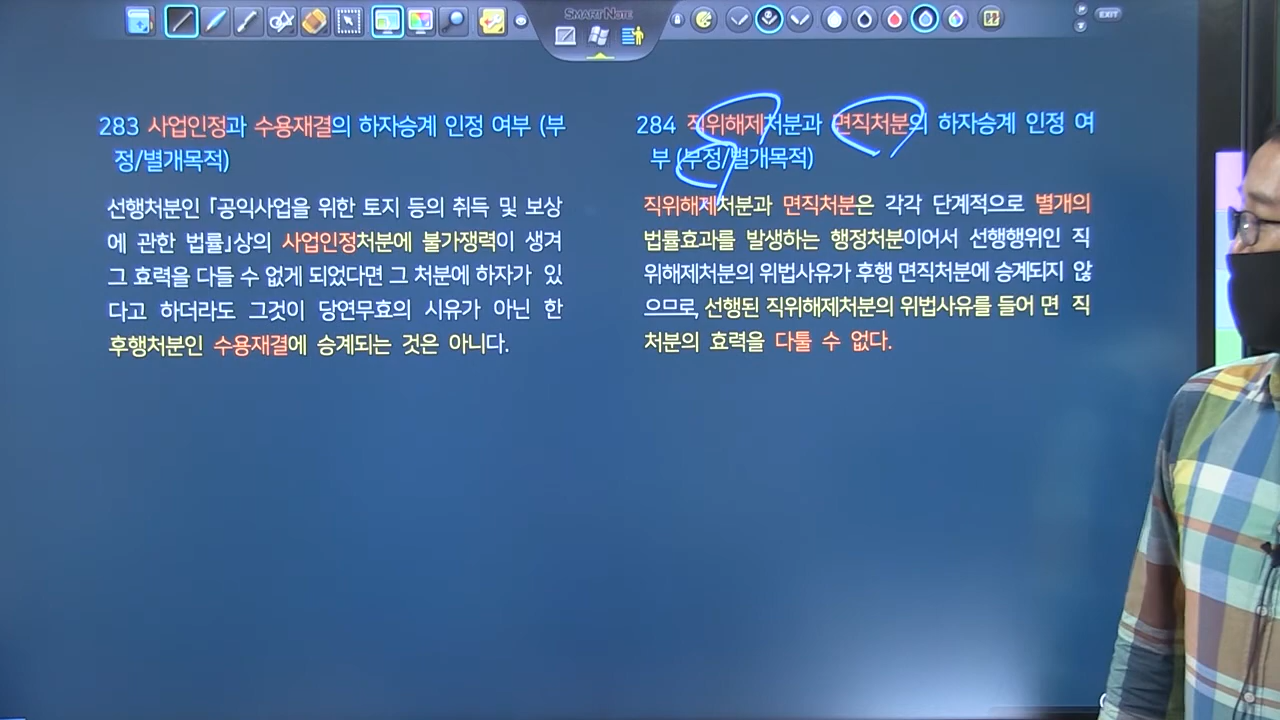 SMARTNOTE
EXIT
283 사업인정과 수용재결의 하자승계 인정 여부 (부
정/별개목적)
선행처분인 「공익사업을 위한 토지 등의 취득 및 보상
에 관한 법률」상의 사업인정처분에 불가쟁력이 생겨
그 효력을 다들 수 없게 되었다면 그 처분에 하자가 있
다고 하더라도 그것이 당연무효의 시유가 아닌 한
후행처분인 수용재결에 승계되는 것은 아니다.
284 직위해제처분과 면직처분의 하자승계 인정 여
부 (부정/별개목적)
직위해제처분과 면직처분은 각각 단계적으로 별개의
법률효과를 발생하는 행정처분이어서 선행행위인 직
위해제처분의 위법사유가 후행 면직처분에 승계되지 않
으므로, 선행된 직위해제처분의 위법사유를 들어 면 직
처분의 효력을 다툴 수 없다.